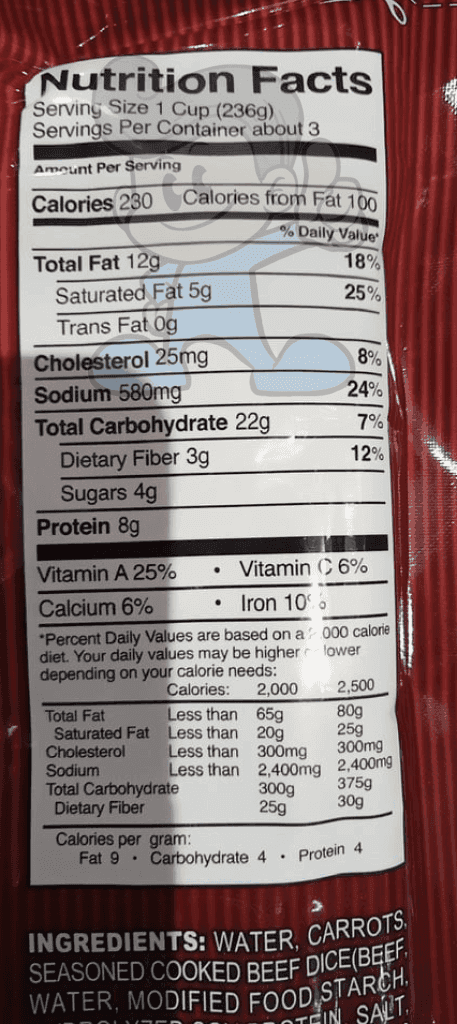 Nutrition Facts
Serving Size 1 Cup (236g)
Servings Per Container about 3
Amount Per Serving
Calories 230 Calories from Fat 100
% Daily Value*
Total Fat 12g 18%
Saturated Fat 5g 25%
Trans Fat 0g
Cholesterol 25mg 8%
Sodium 580mg 24%
Total Carbohydrate 22g 7%
Dietary Fiber 3g 12%
Sugars 4g
Protein 8g
Vitamin A 25% • Vitamin C 6%
Calcium 6% • Iron 10%
*Percent Daily Values are based on a 2,000 calorie
diet. Your daily values may be higher or lower
depending on your calorie needs:
Calories: 2,000 2,500
Total Fat Less than 65g 80g
Saturated Fat Less than 20g 25g
Cholesterol Less than 300mg 300mg
Sodium Less than 2,400mg 2,400mg
Total Carbohydrate 300g 375g
Dietary Fiber 25g 30g
Calories per gram:
Fat 9 • Carbohydrate 4 • Protein 4
INGREDIENTS: WATER, CARROTS,
SEASONED COOKED BEEF DICE(BEEF,
WATER, MODIFIED FOOD STARCH,
SALT,